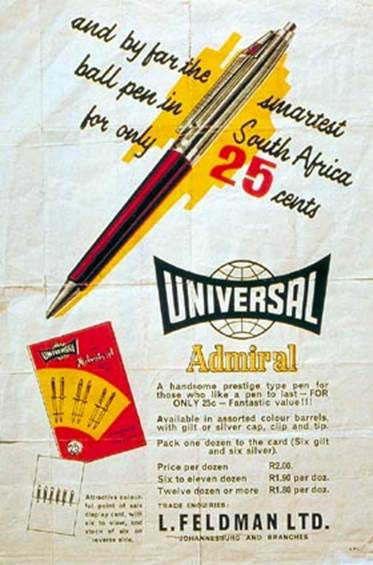 and by far the smartest
ball pen in South Africa
for only 25 cents
UNIVERSAL
Admiral
A handsome prestige type pen for
those who like a pen to last — FOR
ONLY 25c — Fantastic value!!!
Available in assorted colour barrels,
with gilt or silver cap, clip and tip.
Pack one dozen to the card (Six gilt
and six silver).
Price per dozen R2.00.
Six to eleven dozen R1.90 per doz.
Twelve dozen or more R1.80 per doz.
TRADE ENQUIRIES:
L. FELDMAN LTD.
JOHANNESBURG AND BRANCHES
UNIVERSAL
Admiral
Attractive colour-
ful point of sale
display card, with
six to view, and
stock of six on
reverse side.